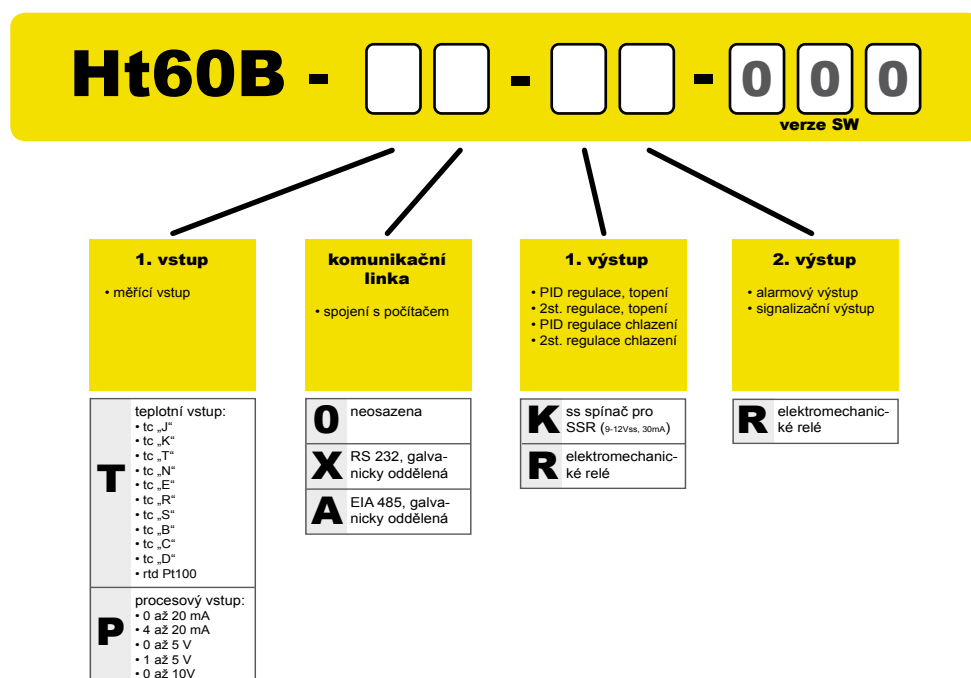 Ht60B - - - 0 0 0
verze SW
1. vstup
• měřící vstup
komunikační
linka
• spojení s počítačem
1. výstup
• PID regulace, topení
• 2st. regulace, topení
• PID regulace chlazení
• 2st. regulace chlazení
2. výstup
• alarmový výstup
• signalizační výstup
T
teplotní vstup:
• tc „J“
• tc „K“
• tc „T“
• tc „N“
• tc „E“
• tc „R“
• tc „S“
• tc „B“
• tc „C“
• tc „D“
• rtd Pt100
P
procesový vstup:
• 0 až 20 mA
• 4 až 20 mA
• 0 až 5 V
• 1 až 5 V
• 0 až 10V
0 neosazena
X RS 232, galva-
nicky oddělená
A EIA 485, galva-
nicky oddělená
K ss spínač pro
SSR (9-12Vss, 30mA)
R elektromechanic-
ké relé
R elektromechanic-
ké relé